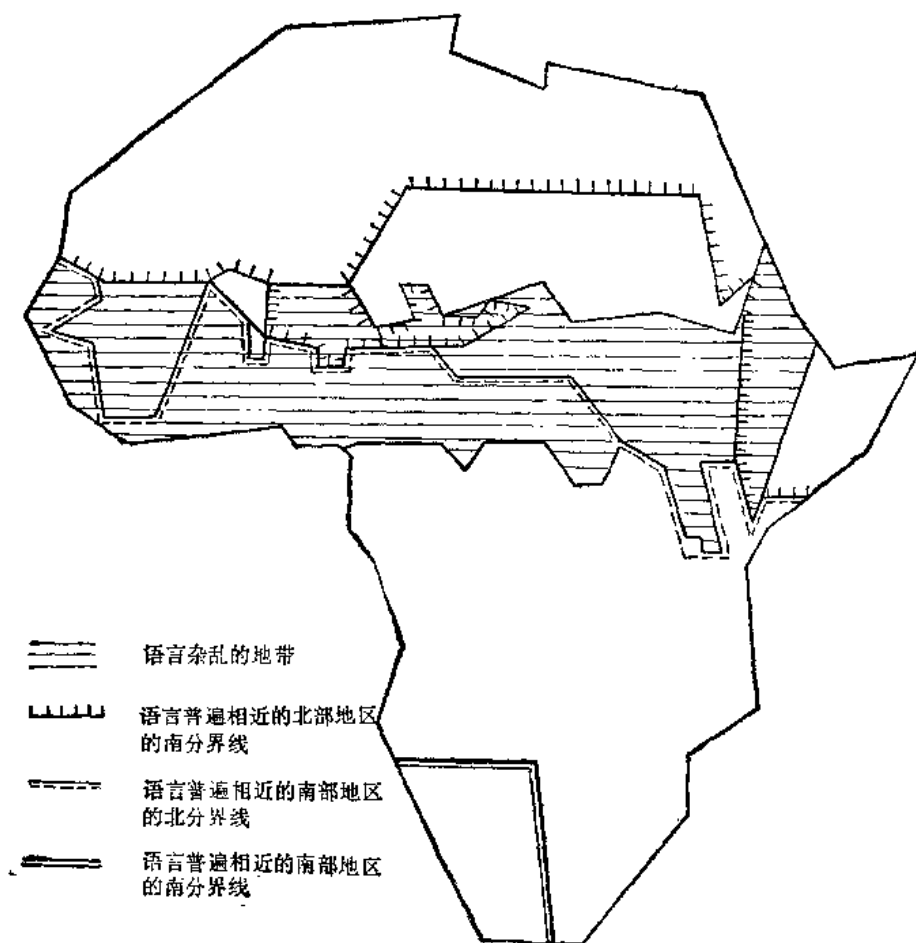 语言杂乱的地带
语言普遍相近的北部地区
的南分界线
语言普遍相近的南部地区
的北分界线
语言普遍相近的南部地区
的南分界线